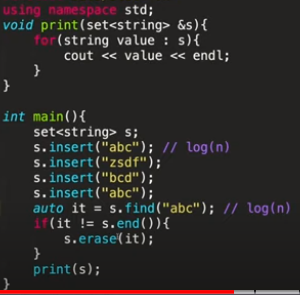 using namespace std;
void print(set<string> &s){
for(string value : s){
cout << value << endl;
}
}
int main(){
set<string> s;
s.insert("abc"); // log(n)
s.insert("zsdf");
s.insert("bcd");
s.insert("abc");
auto it = s.find("abc"); // log(n)
if(it != s.end()){
s.erase(it);
}
print(s);
}